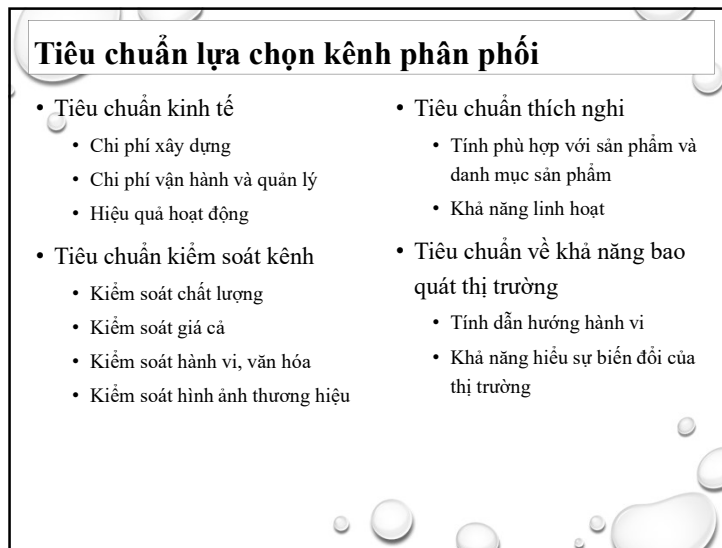 Tiêu chuẩn lựa chọn kênh phân phối
• Tiêu chuẩn kinh tế
• Chi phí xây dựng
• Chi phí vận hành và quản lý
• Hiệu quả hoạt động
• Tiêu chuẩn kiểm soát kênh
• Kiểm soát chất lượng
• Kiểm soát giá cả
• Kiểm soát hành vi, văn hóa
• Kiểm soát hình ảnh thương hiệu
• Tiêu chuẩn thích nghi
• Tính phù hợp với sản phẩm và
danh mục sản phẩm
• Khả năng linh hoạt
• Tiêu chuẩn về khả năng bao
quát thị trường
• Tính dẫn hướng hành vi
• Khả năng hiểu sự biến đổi của
thị trường